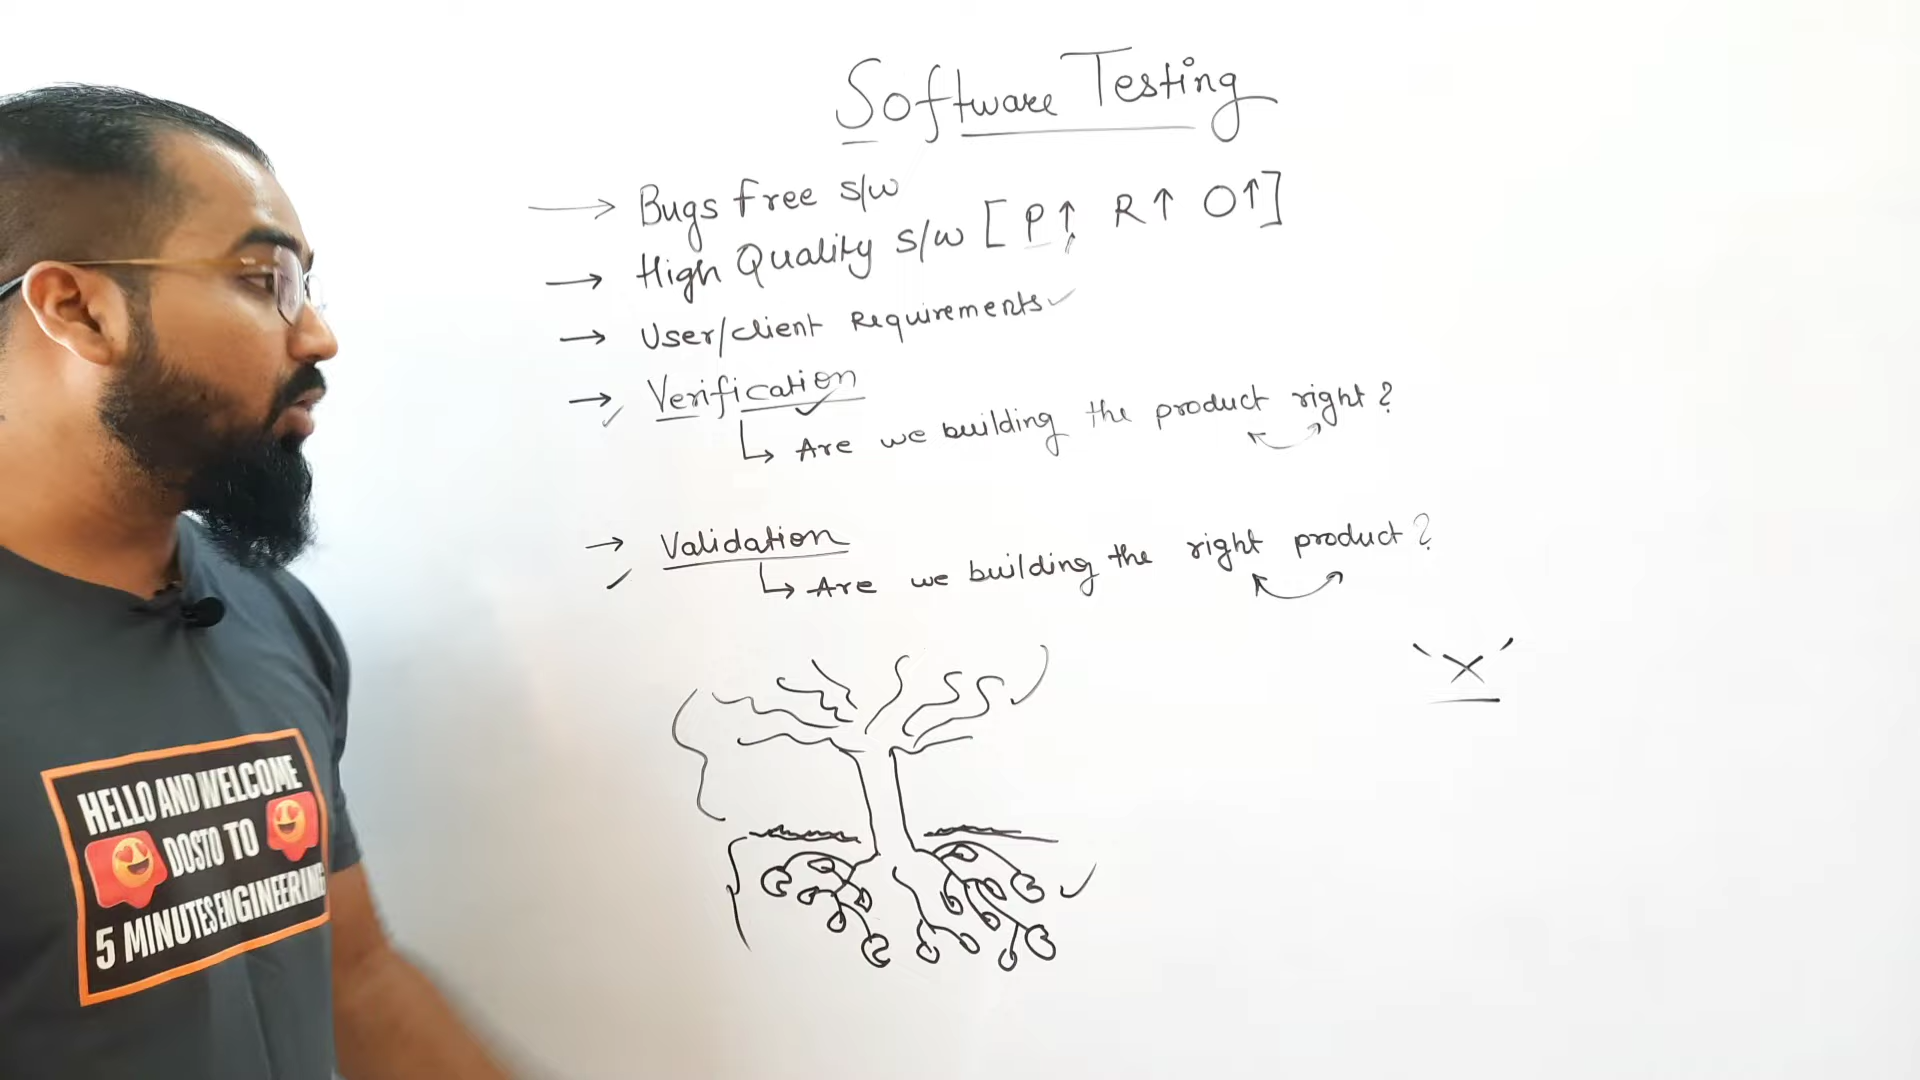 Software Testing
→ Bugs free s/w
→ High Quality s/w [P↑ R↑ O↑]
→ User/client Requirements ✓
→ Verification
↳ Are we building the product right?
→ Validation
↳ Are we building the right product?
X
HELLO AND WELCOME
DOSTO TO
5 MINUTES ENGINEERING